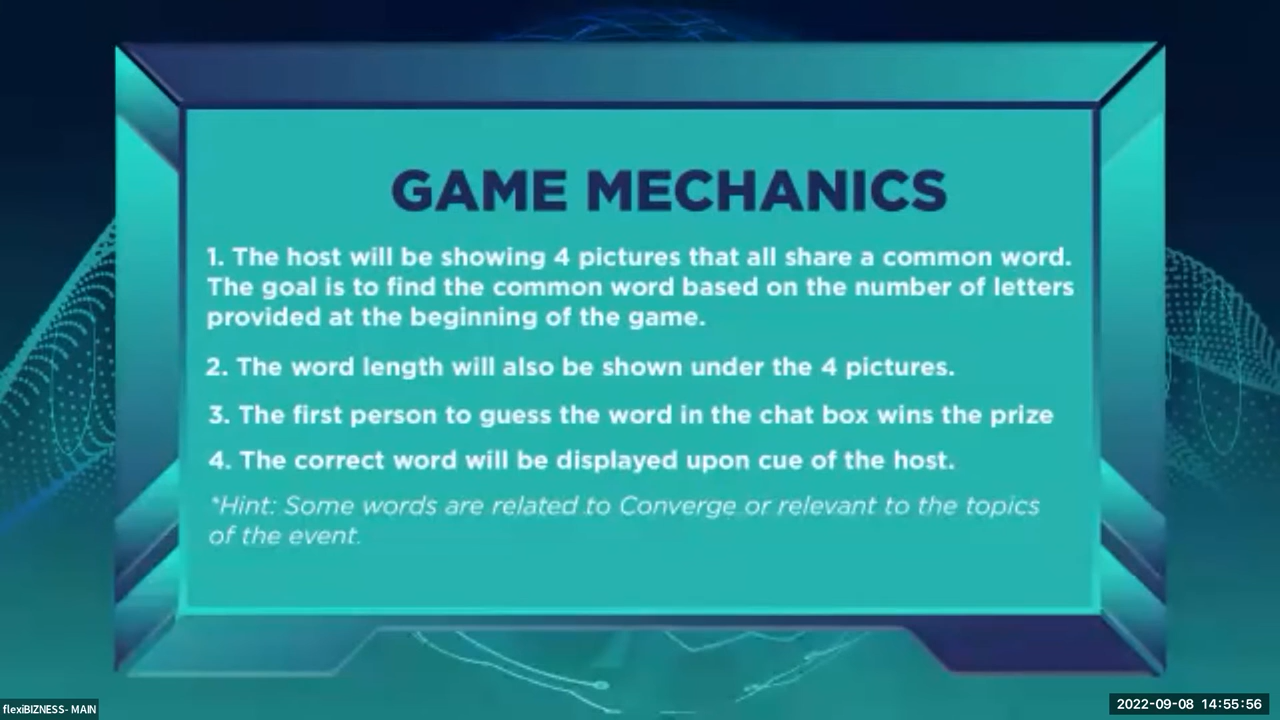 GAME MECHANICS
1. The host will be showing 4 pictures that all share a common word.
The goal is to find the common word based on the number of letters
provided at the beginning of the game.
2. The word length will also be shown under the 4 pictures.
3. The first person to guess the word in the chat box wins the prize
4. The correct word will be displayed upon cue of the host.
*Hint: Some words are related to Converge or relevant to the topics
of the event.
flexiBIZNESS- MAIN
2022-09-08 14:55:56